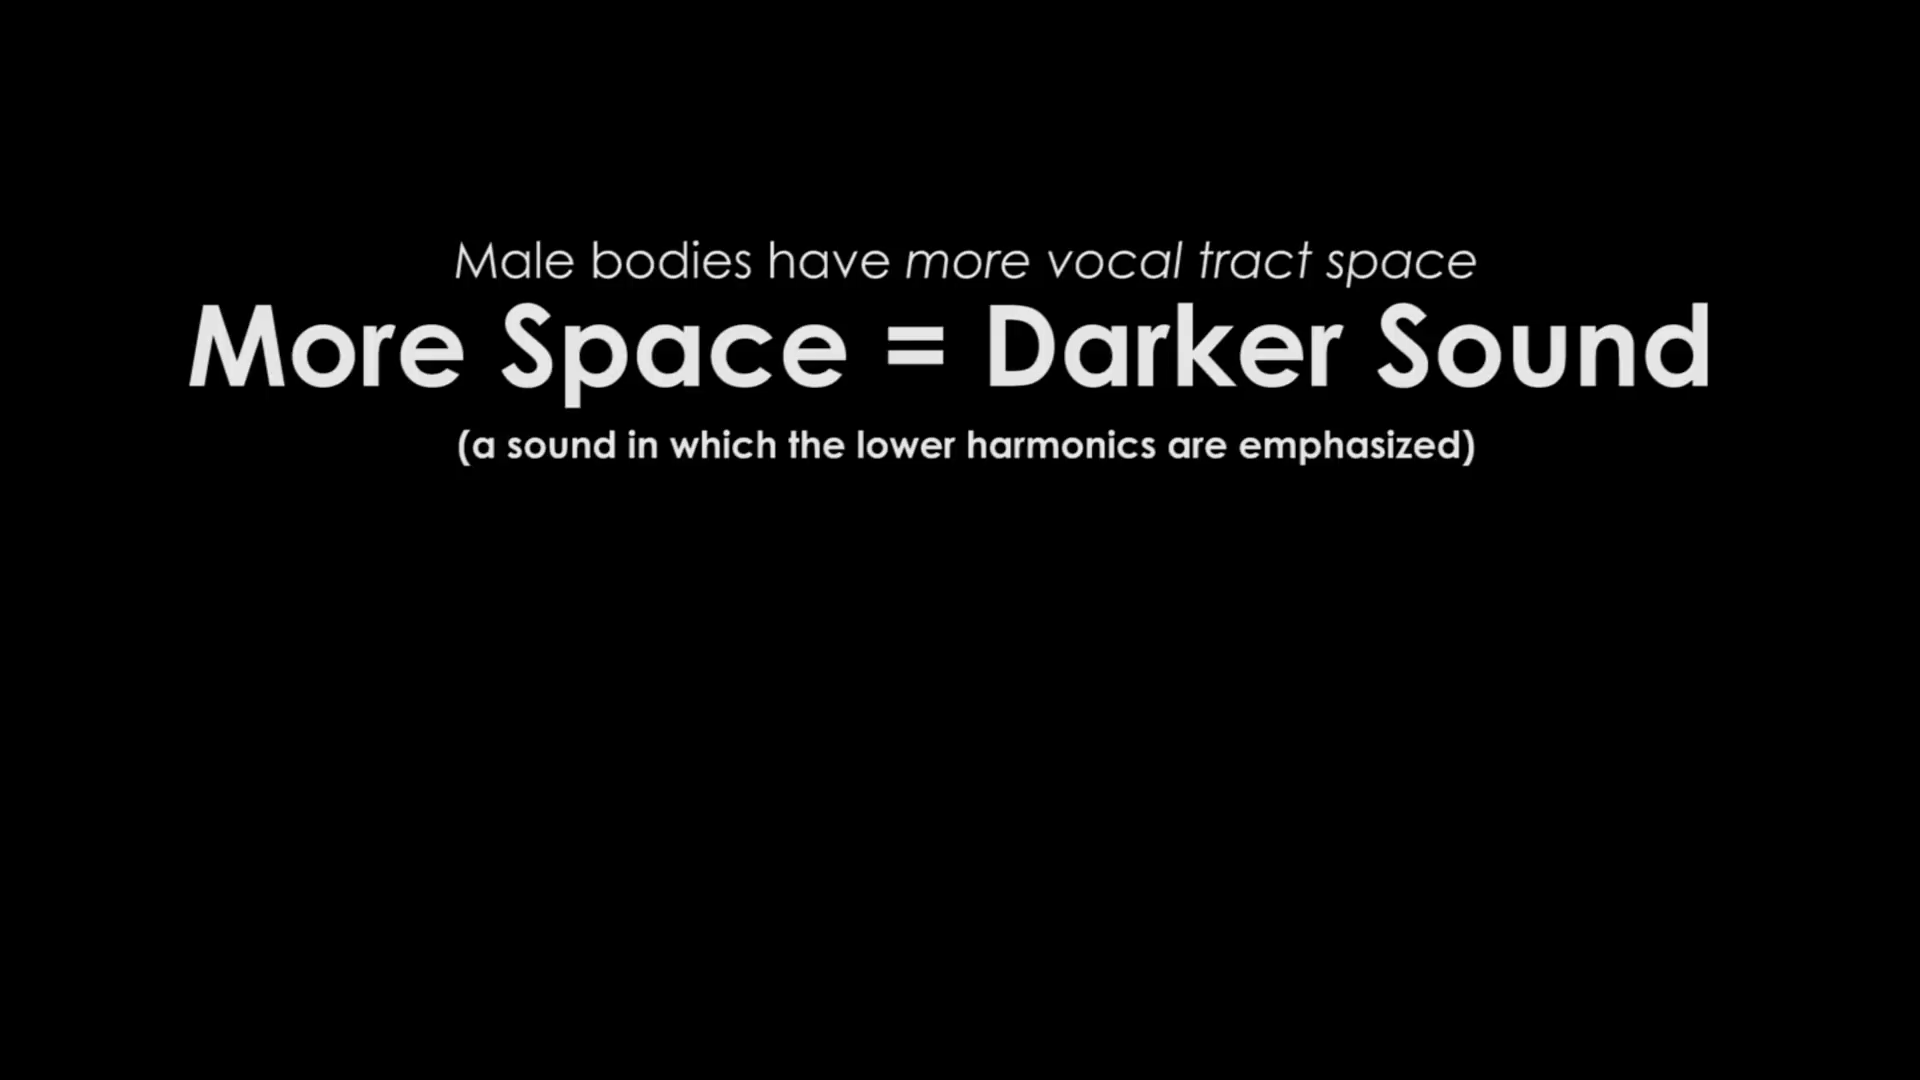 Male bodies have more vocal tract space
More Space = Darker Sound
(a sound in which the lower harmonics are emphasized)